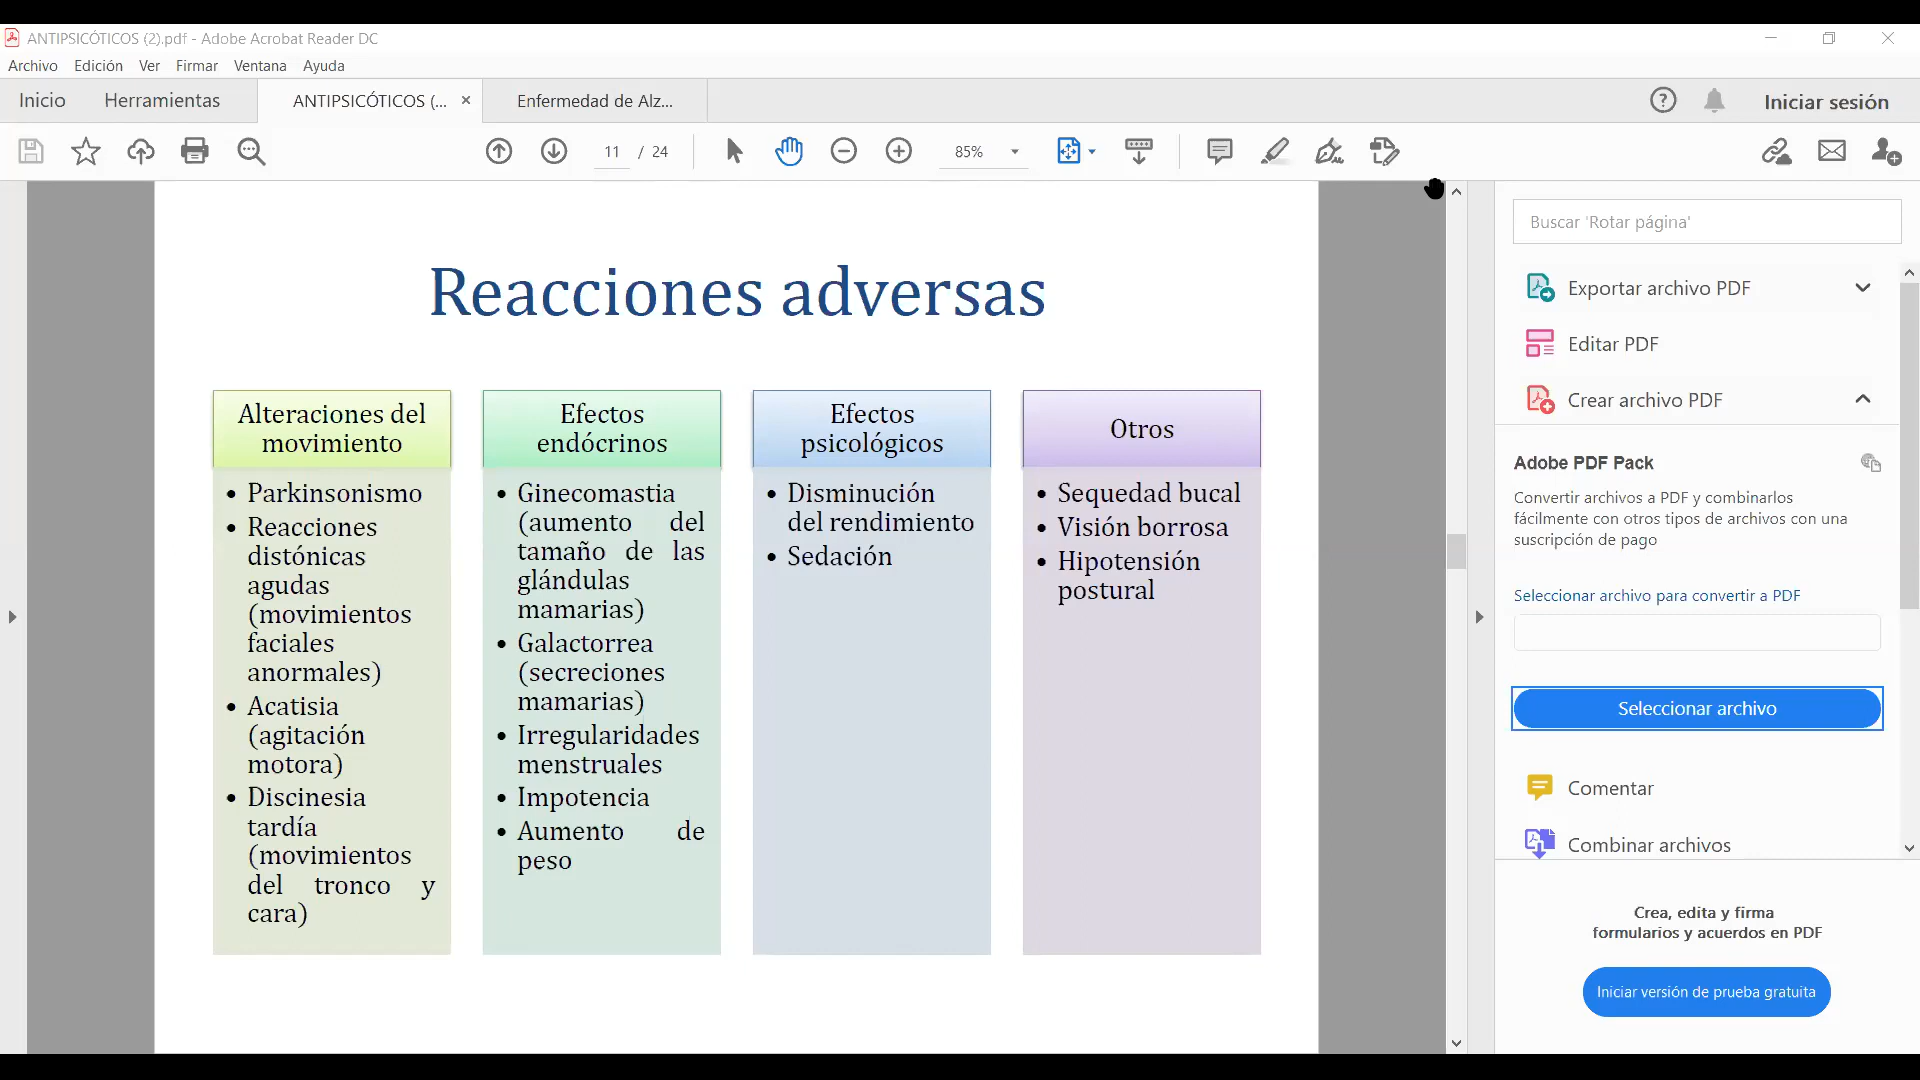 ANTIPSICÓTICOS (2).pdf - Adobe Acrobat Reader DC
Archivo Edición Ver Firmar Ventana Ayuda
Inicio Herramientas ANTIPSICÓTICOS (... Enfermedad de Alz... Iniciar sesión
11 / 24 85%
Reacciones adversas
Alteraciones del
movimiento
• Parkinsonismo
• Reacciones
distónicas
agudas
(movimientos
faciales
anormales)
• Acatisia
(agitación
motora)
• Discinesia
tardía
(movimientos
del tronco y
cara)
Efectos
endócrinos
• Ginecomastia
(aumento del
tamaño de las
glándulas
mamarias)
• Galactorrea
(secreciones
mamarias)
• Irregularidades
menstruales
• Impotencia
• Aumento de
peso
Efectos
psicológicos
• Disminución
del rendimiento
• Sedación
Otros
• Sequedad bucal
• Visión borrosa
• Hipotensión
postural
Buscar 'Rotar página'
Exportar archivo PDF
Editar PDF
Crear archivo PDF
Adobe PDF Pack
Convertir archivos a PDF y combinarlos
fácilmente con otros tipos de archivos con una
suscripción de pago
Seleccionar archivo para convertir a PDF
Seleccionar archivo
Comentar
Combinar archivos
Crea, edita y firma
formularios y acuerdos en PDF
Iniciar versión de prueba gratuita